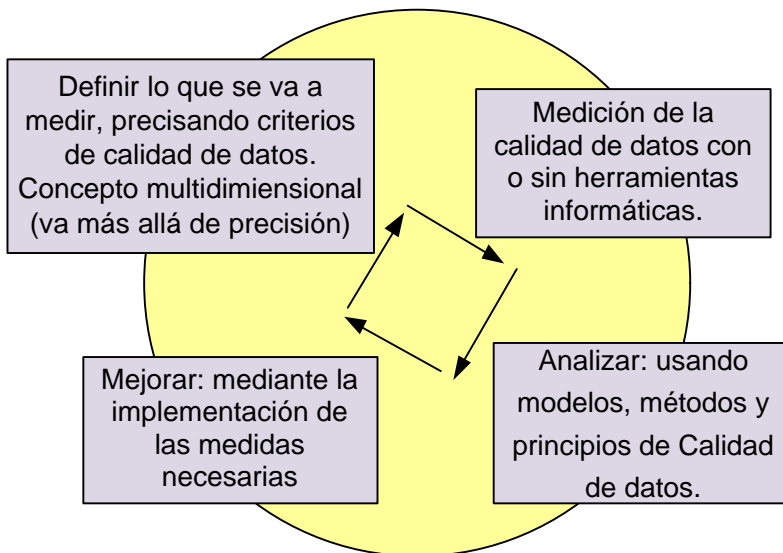 Definir lo que se va a
medir, precisando criterios
de calidad de datos.
Concepto multidimiensional
(va más allá de precisión)
Medición de la
calidad de datos con
o sin herramientas
informáticas.
Mejorar: mediante la
implementación de
las medidas
necesarias
Analizar: usando
modelos, métodos y
principios de Calidad
de datos.